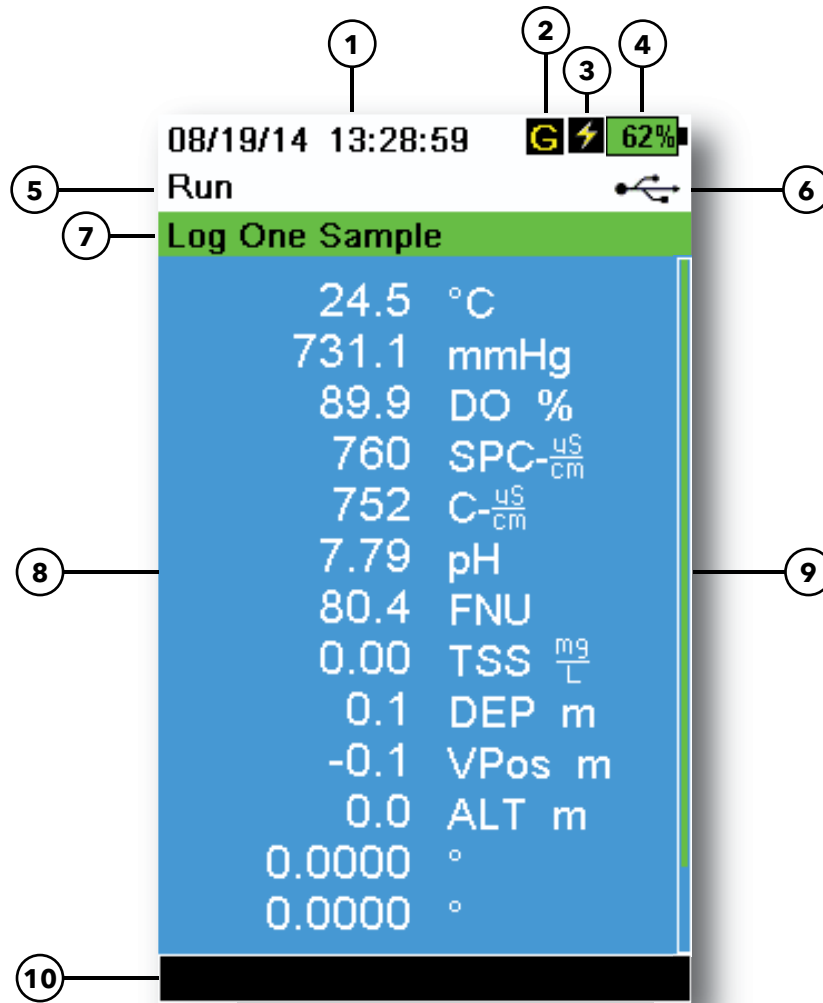 1
2
3
4
08/19/14 13:28:59 G 62%
5
Run
6
7
Log One Sample
24.5 °C
731.1 mmHg
89.9 DO %
760 SPC-uS/cm
752 C-uS/cm
8
7.79 pH
9
80.4 FNU
0.00 TSS mg/L
0.1 DEP m
-0.1 VPos m
0.0 ALT m
0.0000 °
0.0000 °
10